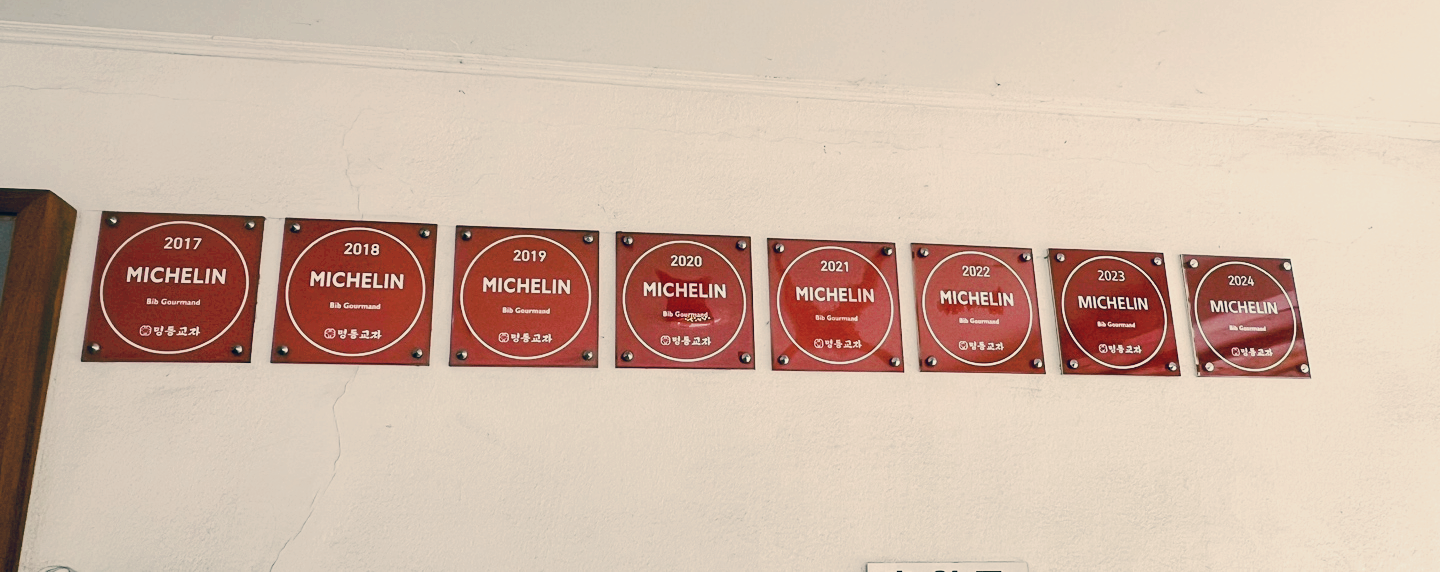 2017
MICHELIN
Bib Gourmand
명동교자
2018
MICHELIN
Bib Gourmand
명동교자
2019
MICHELIN
Bib Gourmand
명동교자
2020
MICHELIN
Bib Gourmand
명동교자
2021
MICHELIN
Bib Gourmand
명동교자
2022
MICHELIN
Bib Gourmand
명동교자
2023
MICHELIN
Bib Gourmand
명동교자
2024
MICHELIN
Bib Gourmand
명동교자